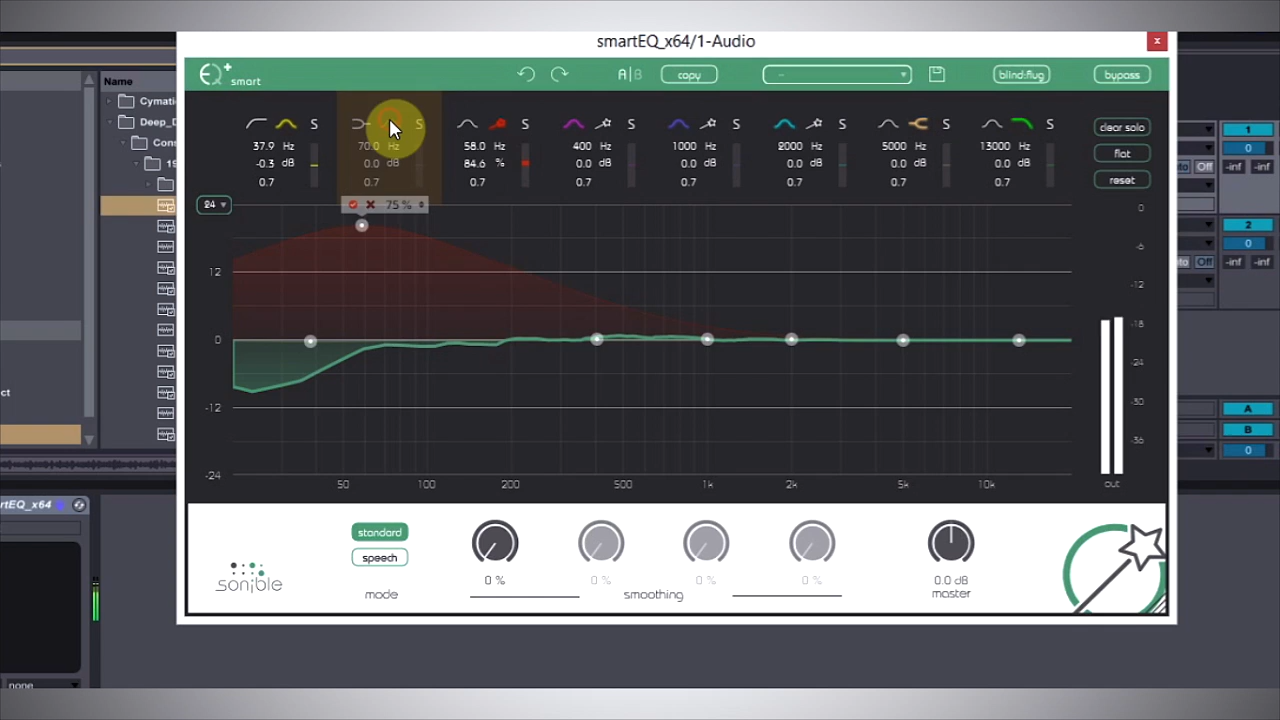 smartEQ_x64/1-Audio
x
EQ+ smart
A|B
copy
-
blind:flug
bypass
Name
Cymati
Deep_D
Cons
19
S S S S S S S S
37.9 Hz
-0.3 dB
0.7
70.0 Hz
0.0 dB
0.7
58.0 Hz
84.6 %
0.7
400 Hz
0.0 dB
0.7
1000 Hz
0.0 dB
0.7
2000 Hz
0.0 dB
0.7
5000 Hz
0.0 dB
0.7
13000 Hz
0.0 dB
0.7
clear solo
flat
reset
24
75 %
12
0
-12
-24
50 100 200 500 1k 2k 5k 10k
0
-6
-12
-18
-24
-30
-36
out
1
Off -inf -inf
0
2
0
uto Off -inf -inf
A
B
0
ct
rtEQ_x64
none
standard
speech
mode
0 % 0 % 0 % 0 %
smoothing
0.0 dB
master
sonible